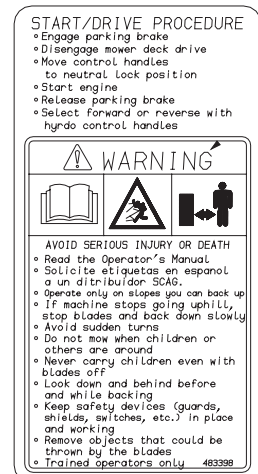 START/DRIVE PROCEDURE
° Engage parking brake
° Disengage mower deck drive
° Move control handles
to neutral lock position
° Start engine
° Release parking brake
° Select forward or reverse with
hyrdo control handles
WARNING
AVOID SERIOUS INJURY OR DEATH
° Read the Operator's Manual
° Solicite etiquetas en espanol
a un ditribuidor SCAG.
° Operate only on slopes you can back up
° If machine stops going uphill,
stop blades and back down slowly
° Avoid sudden turns
° Do not mow when children or
others are around
° Never carry children even with
blades off
° Look down and behind before
and while backing
° Keep safety devices (guards,
shields, switches, etc.) in place
and working
° Remove objects that could be
thrown by the blades
° Trained operators only 483398